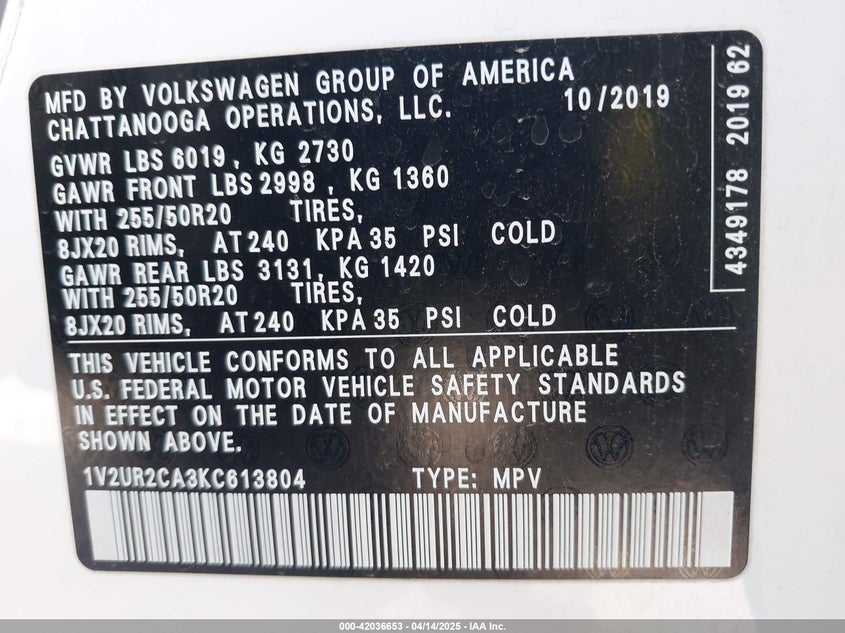 MFD BY VOLKSWAGEN GROUP OF AMERICA
CHATTANOOGA OPERATIONS, LLC. 10/2019
GVWR LBS 6019, KG 2730
GAWR FRONT LBS 2998 , KG 1360
WITH 255/50R20 TIRES,
8JX20 RIMS, AT 240 KPA 35 PSI COLD
GAWR REAR LBS 3131, KG 1420
WITH 255/50R20 TIRES,
8JX20 RIMS, AT 240 KPA 35 PSI COLD
THIS VEHICLE CONFORMS TO ALL APPLICABLE
U.S. FEDERAL MOTOR VEHICLE SAFETY STANDARDS
IN EFFECT ON THE DATE OF MANUFACTURE
SHOWN ABOVE.
1V2UR2CA3KC613804 TYPE: MPV
4349178 2019 62
000-42036653 - 04/14/2025 - IAA Inc.